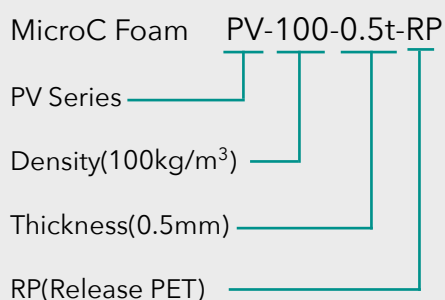 MicroC Foam PV-100-0.5t-RP
PV Series
Density(100kg/m³)
Thickness(0.5mm)
RP(Release PET)